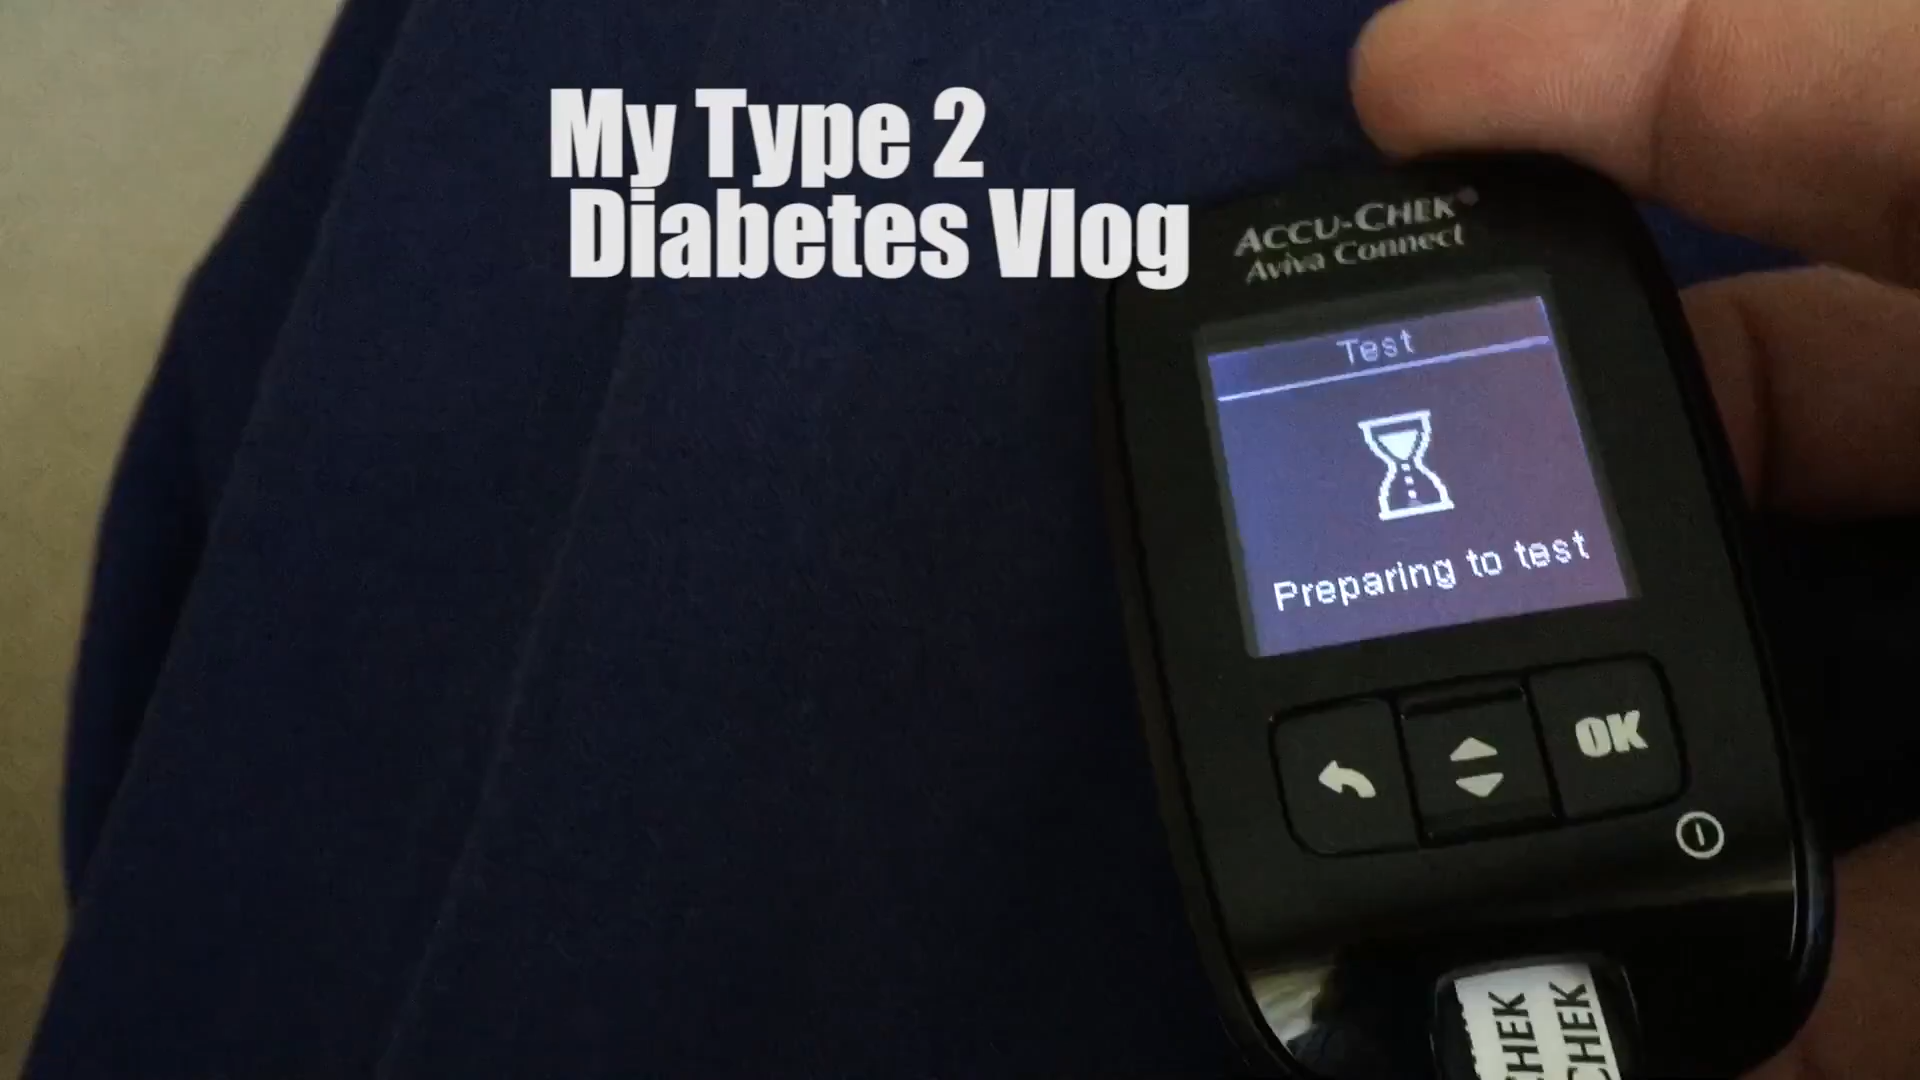 My Type 2
Diabetes Vlog
ACCU-CHEK®
Aviva Connect
Test
Preparing to test
OK
CHEK
CHEK